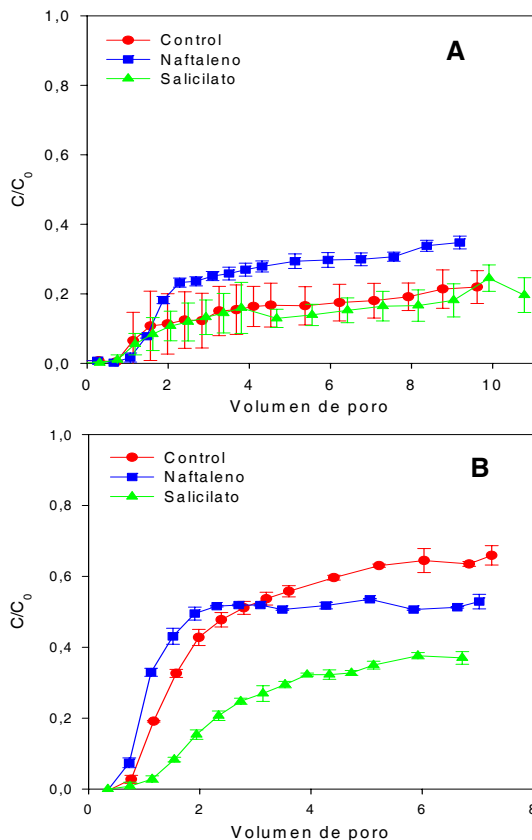 1,0
Control
Naftaleno
Salicilato
A
0,8
0,6
C/C0
0,4
0,2
0,0
0 2 4 6 8 10
Volumen de poro
1,0
Control
Naftaleno
Salicilato
B
0,8
0,6
C/C0
0,4
0,2
0,0
0 2 4 6 8
Volumen de poro